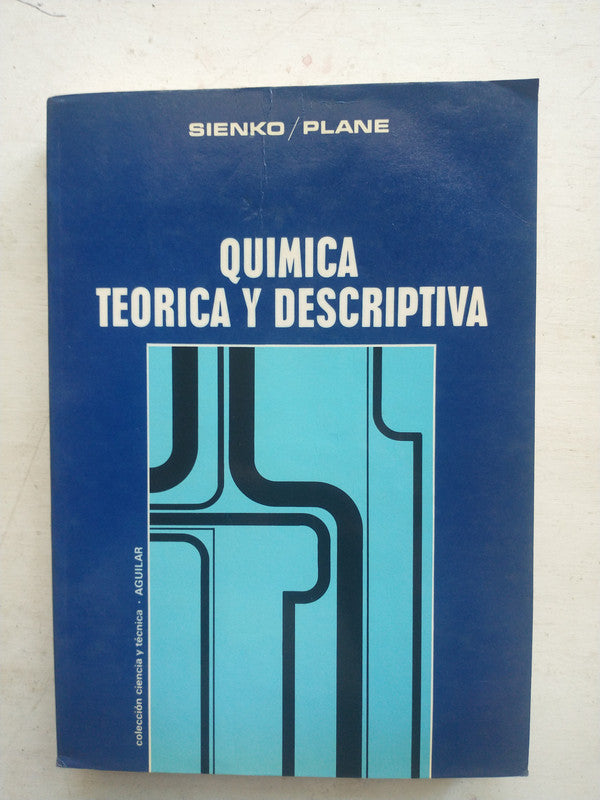 SIENKO/PLANE
QUIMICA
TEORICA Y DESCRIPTIVA
colección ciencia y técnica · AGUILAR